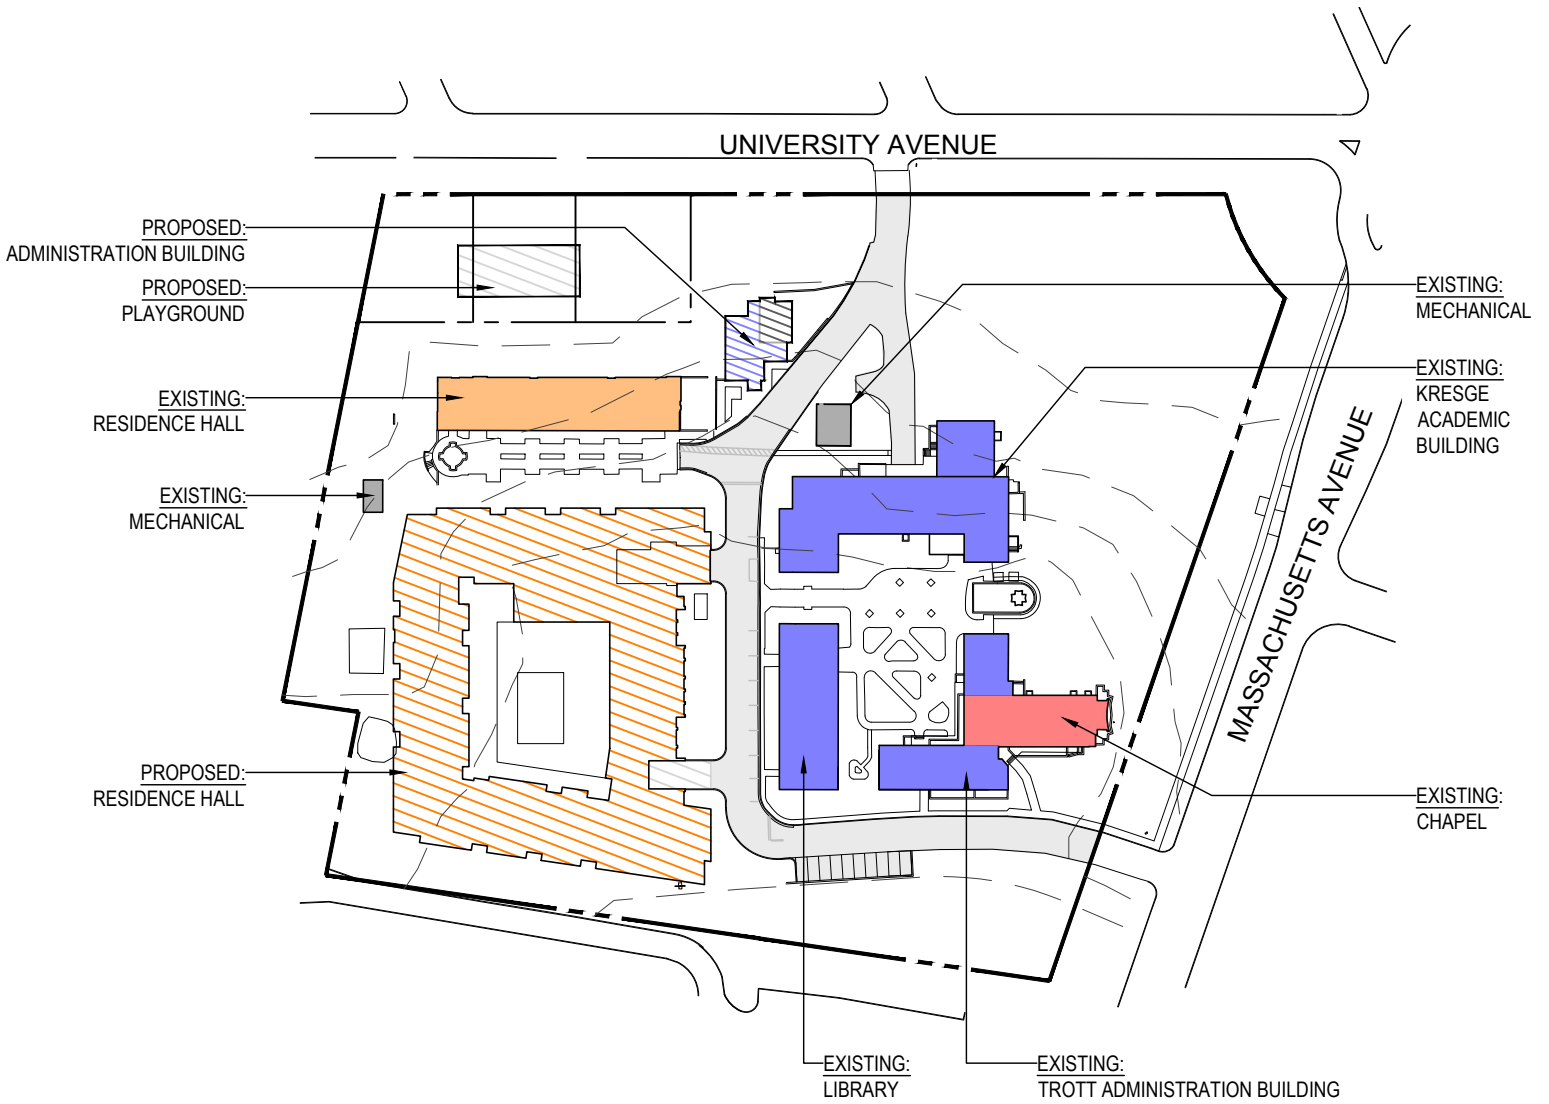 UNIVERSITY AVENUE
PROPOSED:
ADMINISTRATION BUILDING
PROPOSED:
PLAYGROUND
EXISTING:
RESIDENCE HALL
EXISTING:
MECHANICAL
PROPOSED:
RESIDENCE HALL
EXISTING:
MECHANICAL
EXISTING:
KRESGE
ACADEMIC
BUILDING
MASSACHUSETTS AVENUE
EXISTING:
CHAPEL
EXISTING:
LIBRARY
EXISTING:
TROTT ADMINISTRATION BUILDING